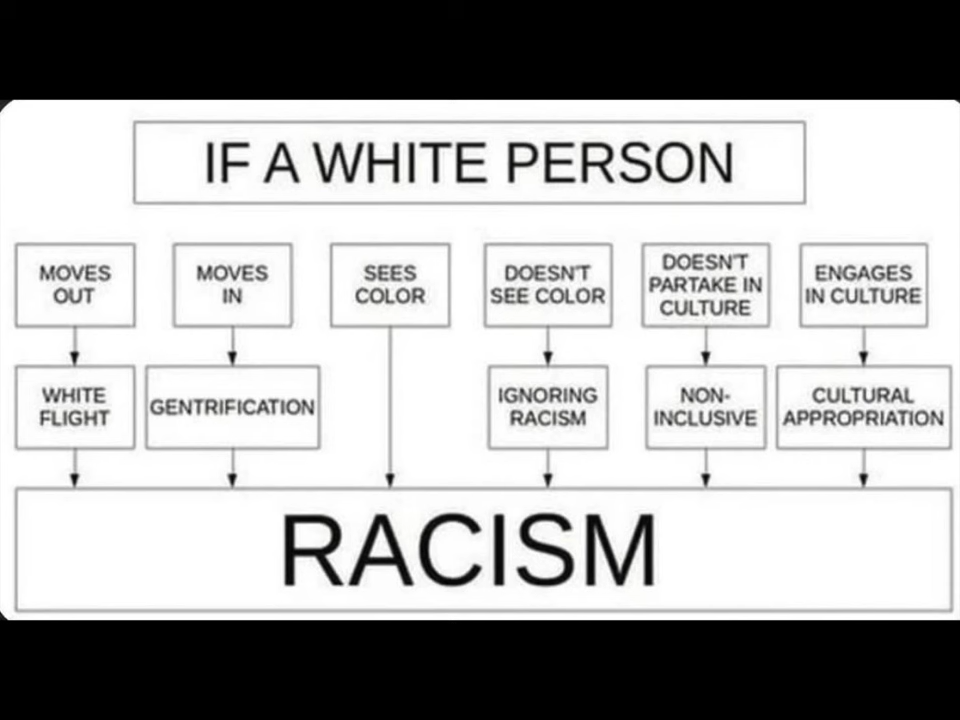 IF A WHITE PERSON
MOVES
OUT
MOVES
IN
SEES
COLOR
DOESN'T
SEE COLOR
DOESN'T
PARTAKE IN
CULTURE
ENGAGES
IN CULTURE
WHITE
FLIGHT
GENTRIFICATION
IGNORING
RACISM
NON-
INCLUSIVE
CULTURAL
APPROPRIATION
RACISM